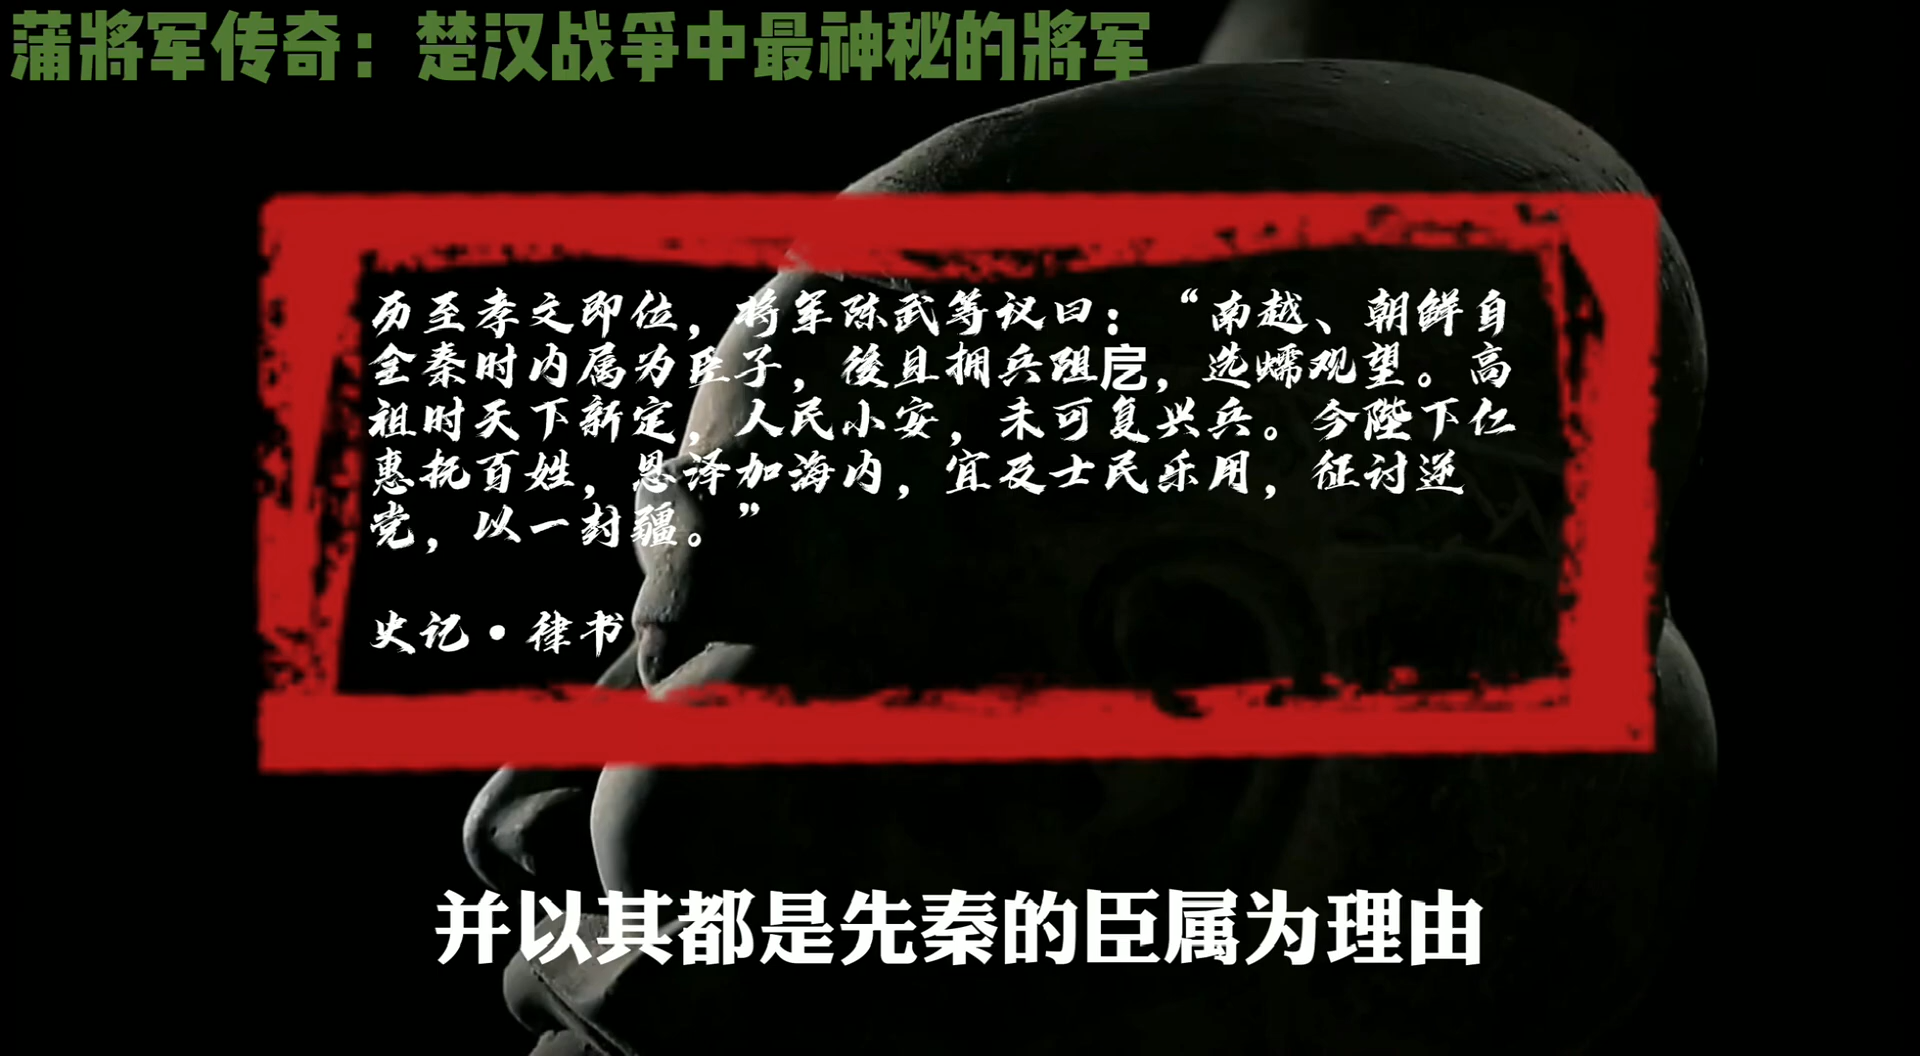 蒲將军传奇：楚汉战争中最神秘的將军
历至孝文即位，将军陈武等议曰：“南越、朝鲜自
全秦时内属为臣子，後且拥兵阻戹，选蠕观望。高
祖时天下新定，人民小安，未可复兴兵。今陛下仁
惠抚百姓，恩泽加海内，宜及士民乐用，征讨逆
党，以一封疆。”
史记·律书
并以其都是先秦的臣属为理由